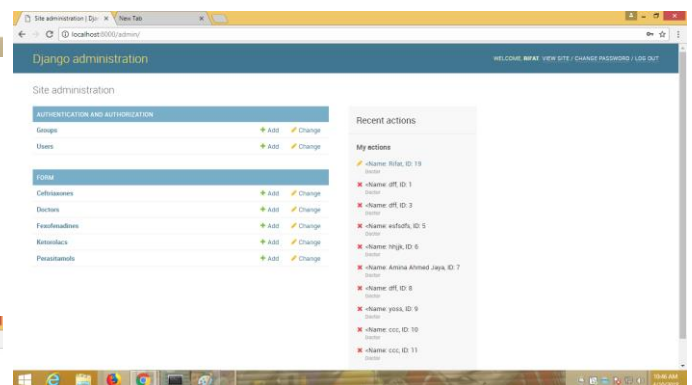 Site administration | Djan
New Tab
localhost:8000/admin/
Django administration
WELCOME, RIFAT. VIEW SITE / CHANGE PASSWORD / LOG OUT
Site administration
AUTHENTICATION AND AUTHORIZATION
Groups Add Change
Users Add Change
FORM
Ceftriaxones Add Change
Doctors Add Change
Fexofenadines Add Change
Ketorolacs Add Change
Parasitamols Add Change
Recent actions
My actions
<Name: Rifat, ID: 19
Doctor
<Name: dff, ID: 1
Doctor
<Name: dff, ID: 3
Doctor
<Name: esfsdfs, ID: 5
Doctor
<Name: hhjjk, ID: 6
Doctor
<Name: Amina Ahmed Jaya, ID: 7
Doctor
<Name: dff, ID: 8
Doctor
<Name: yoss, ID: 9
Doctor
<Name: ccc, ID: 10
Doctor
<Name: ccc, ID: 11
Doctor
10:46 AM